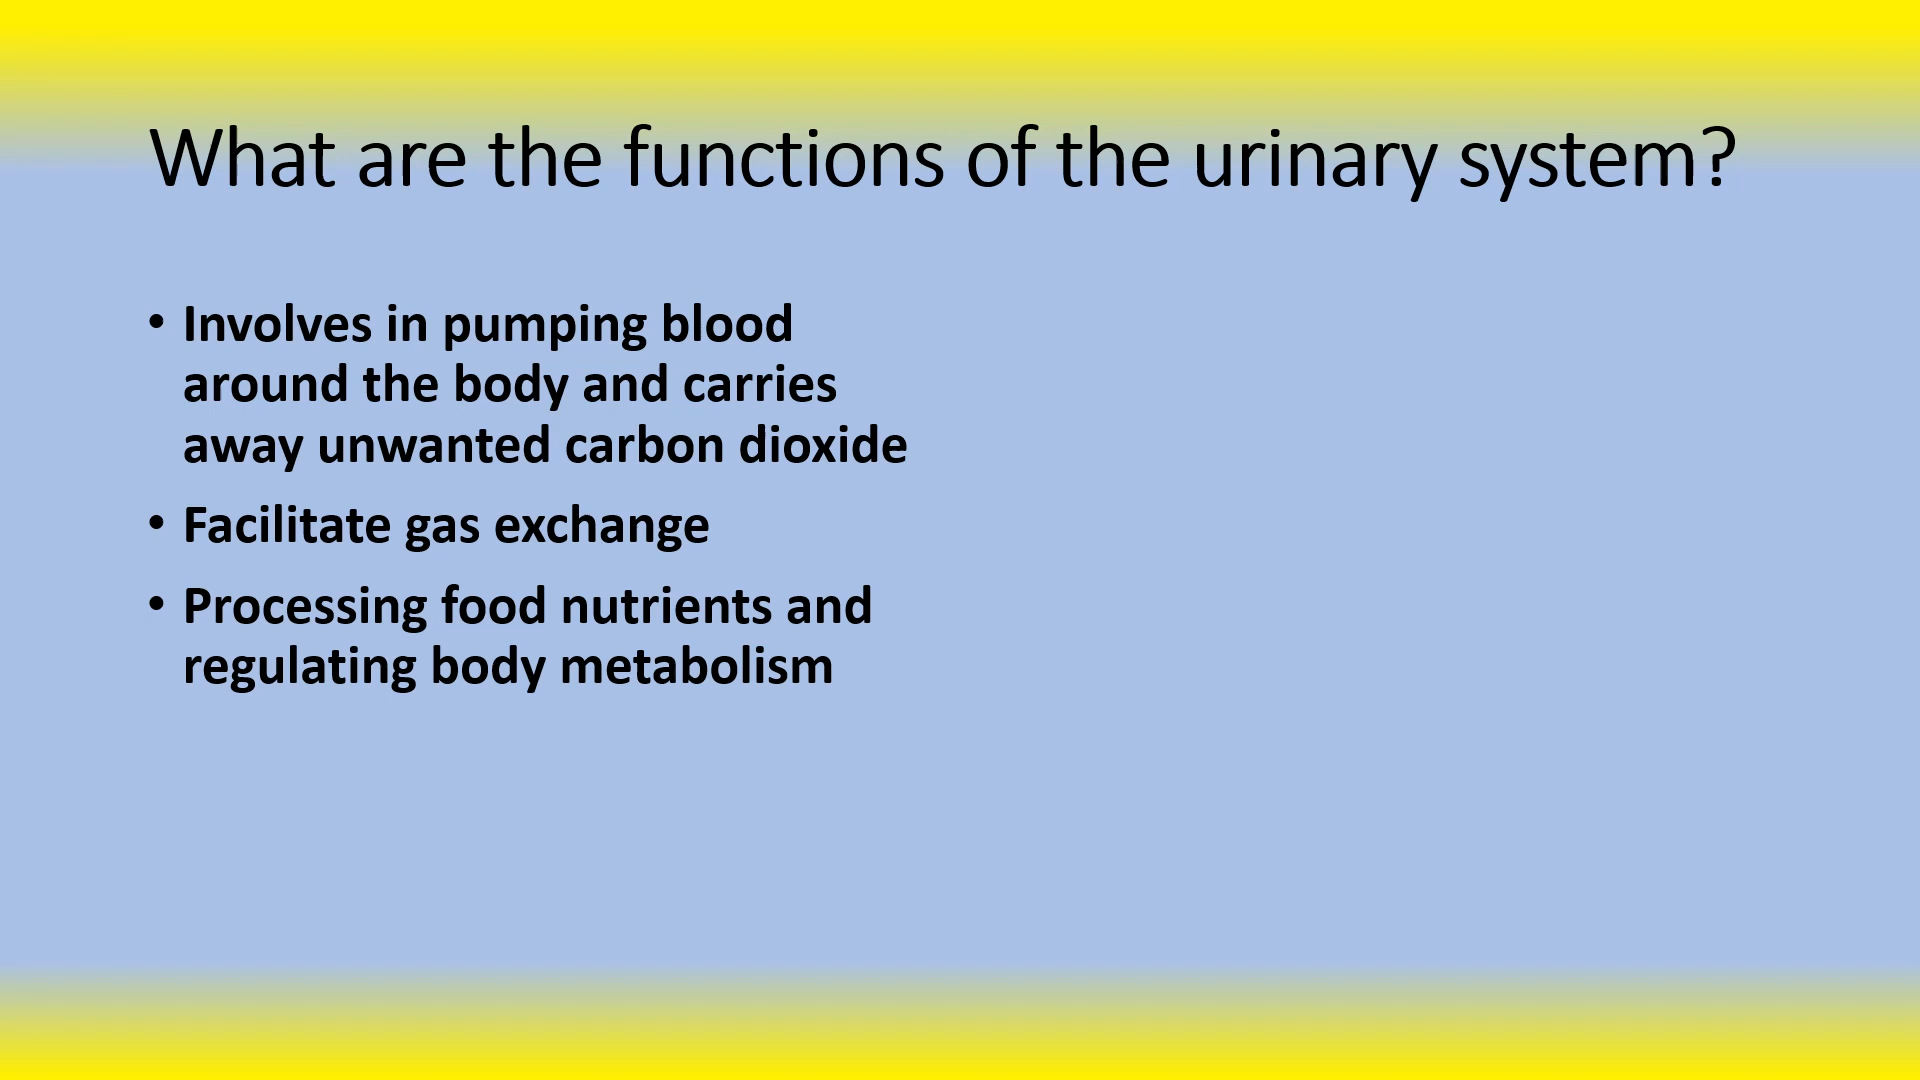 What are the functions of the urinary system?
• Involves in pumping blood
around the body and carries
away unwanted carbon dioxide
• Facilitate gas exchange
• Processing food nutrients and
regulating body metabolism